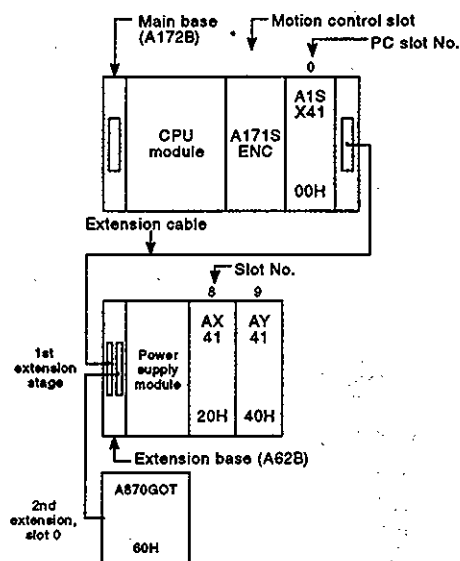 Main base
(A172B)
Motion control slot
PC slot No.
0
CPU
module
A171S
ENC
A1S
X41
00H
Extension cable
Slot No.
8
9
1st
extension
stage
Power
supply
module
AX
41
20H
AY
41
40H
Extension base (A62B)
2nd
extension,
slot 0
A870GOT
60H